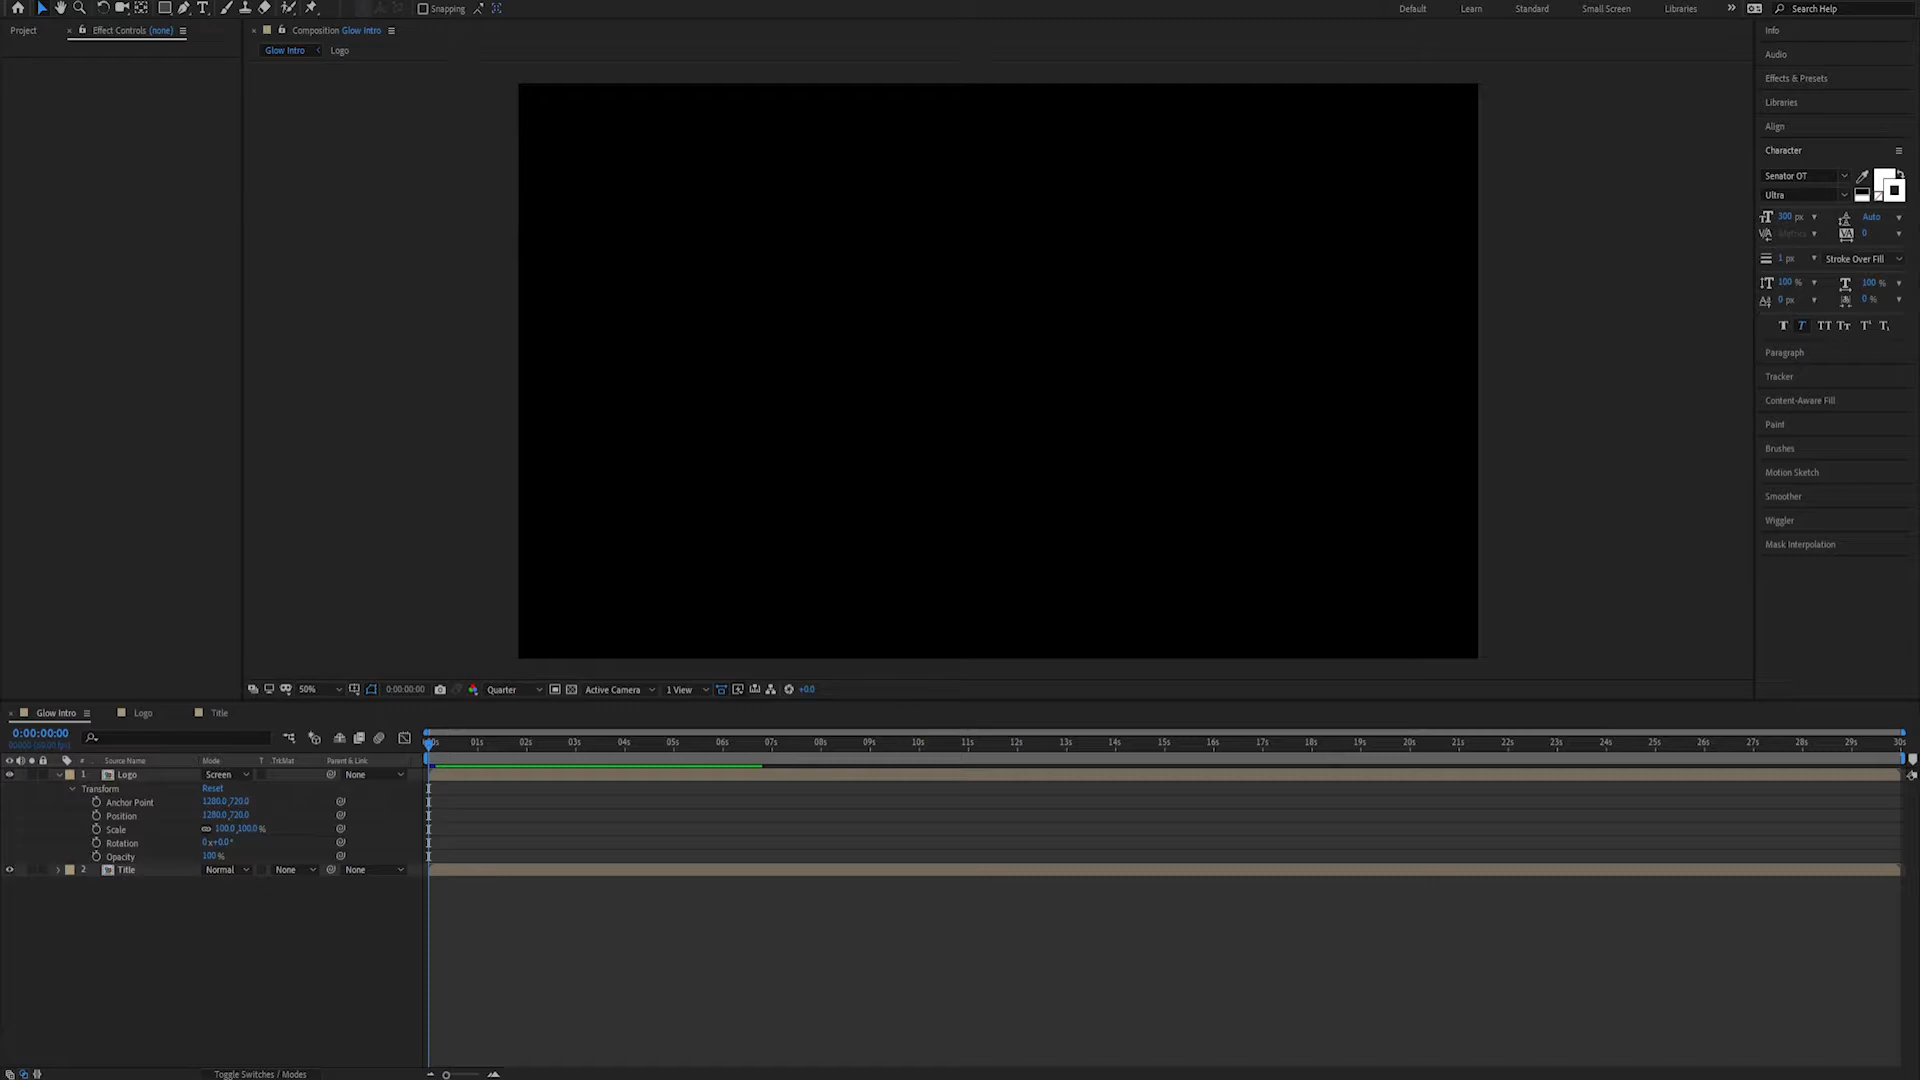 Snapping
Default
Learn
Standard
Small Screen
Libraries
Search Help
Project
Effect Controls (none)
Composition Glow Intro
Glow Intro
Logo
Info
Audio
Effects & Presets
Libraries
Align
Character
Senator OT
Ultra
300 px
Auto
Metrics
0
1 px
Stroke Over Fill
100 %
100 %
0 px
0 %
Paragraph
Tracker
Content-Aware Fill
Paint
Brushes
Motion Sketch
Smoother
Wiggler
Mask Interpolation
50%
0:00:00:00
Quarter
Active Camera
1 View
+0.0
Glow Intro
Logo
Title
0:00:00:00
01s 02s 03s 04s 05s 06s 07s 08s 09s 10s 11s 12s 13s 14s 15s 16s 17s 18s 19s 20s 21s 22s 23s 24s 25s 26s 27s 28s 29s 30s
# Source Name Mode T .TrkMat Parent & Link
1 Logo Screen None
Transform Reset
Anchor Point 1280.0,720.0
Position 1280.0,720.0
Scale 100.0,100.0 %
Rotation 0 x+0.0°
Opacity 100 %
2 Title Normal None None
Toggle Switches / Modes